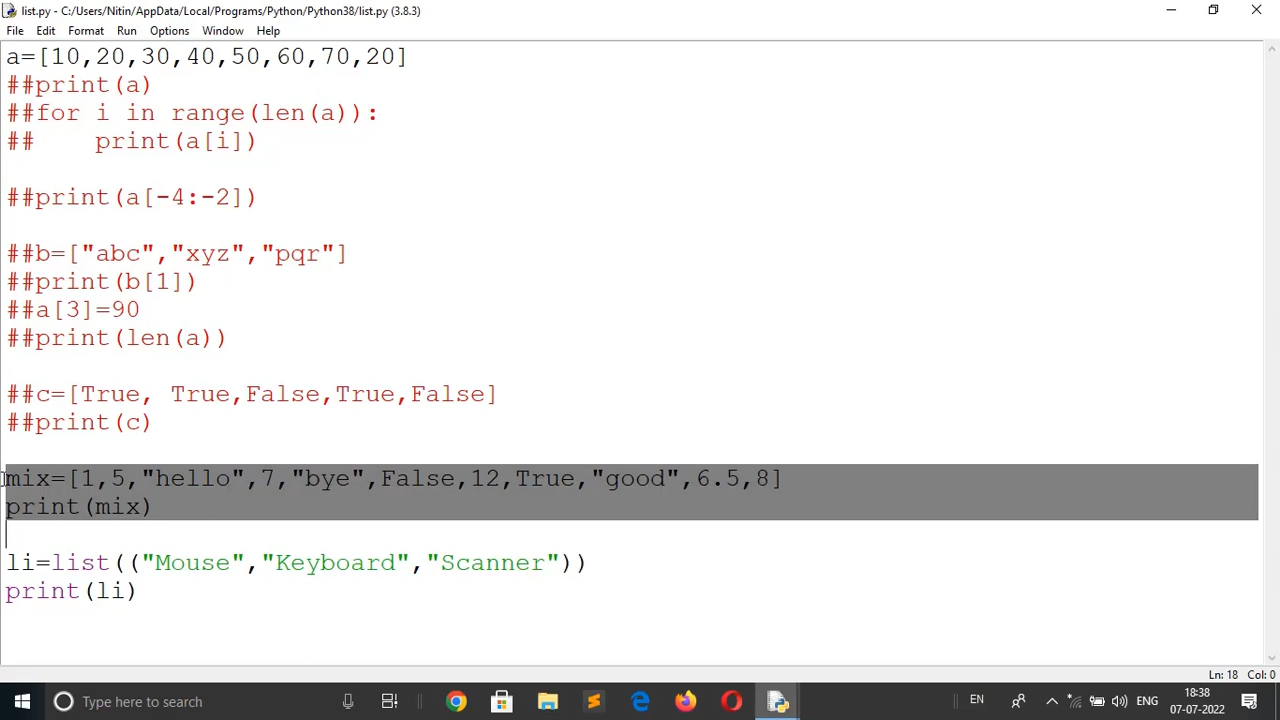 list.py - C:/Users/Nitin/AppData/Local/Programs/Python/Python38/list.py (3.8.3)
File Edit Format Run Options Window Help
a=[10,20,30,40,50,60,70,20]
##print(a)
##for i in range(len(a)):
##    print(a[i])
##print(a[-4:-2])
##b=["abc","xyz","pqr"]
##print(b[1])
##a[3]=90
##print(len(a))
##c=[True, True,False,True,False]
##print(c)
mix=[1,5,"hello",7,"bye",False,12,True,"good",6.5,8]
print(mix)
li=list(("Mouse","Keyboard","Scanner"))
print(li)
Ln: 18 Col: 0
Type here to search
EN
ENG
18:38
07-07-2022